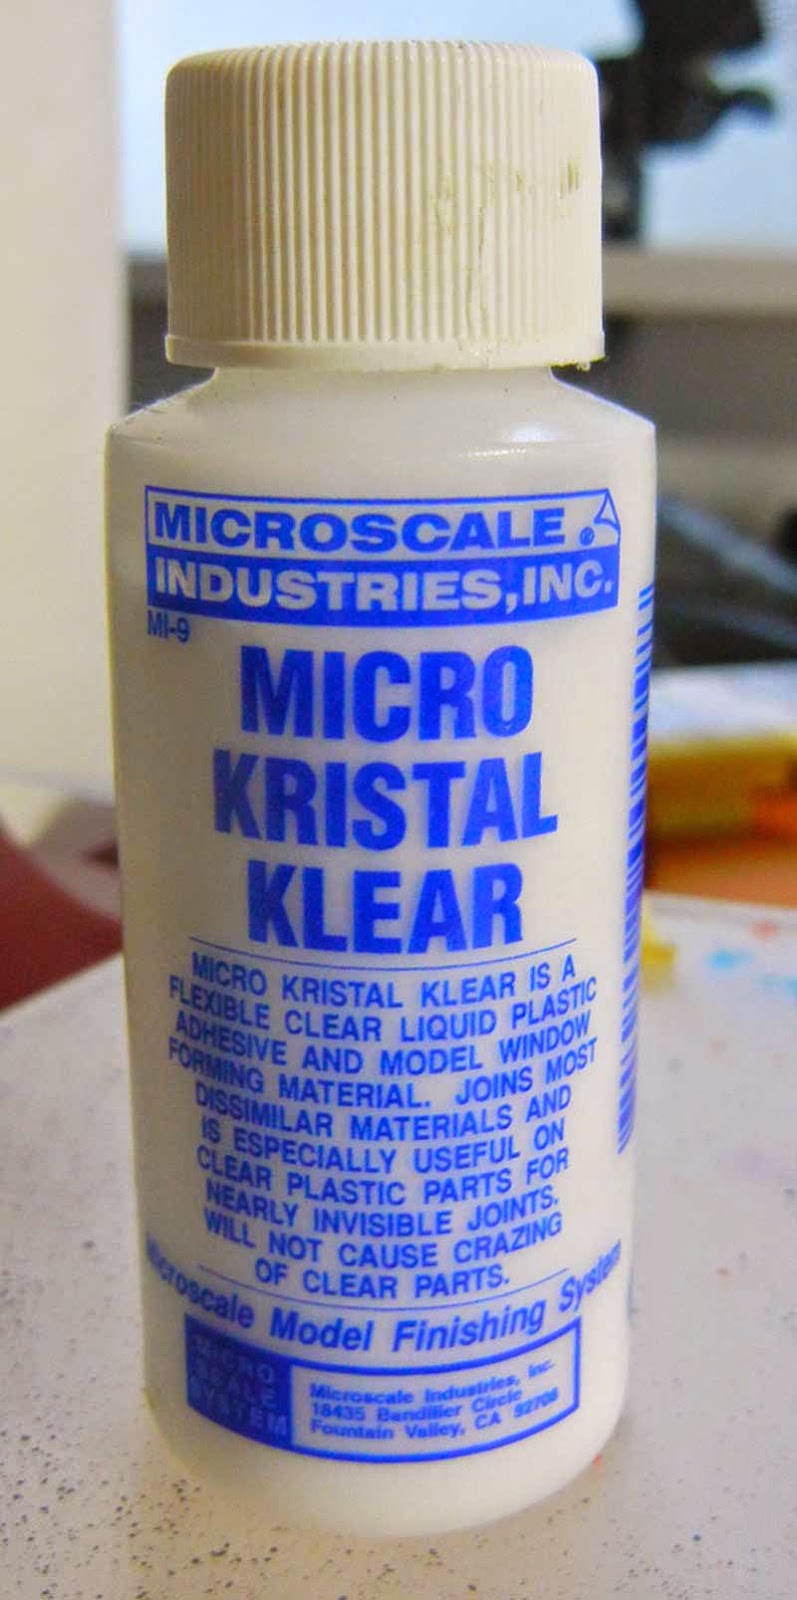 MICROSCALE ®
INDUSTRIES, INC.
MI-9
MICRO
KRISTAL
KLEAR
MICRO KRISTAL KLEAR IS A
FLEXIBLE CLEAR LIQUID PLASTIC
ADHESIVE AND MODEL WINDOW
FORMING MATERIAL. JOINS MOST
DISSIMILAR MATERIALS AND
IS ESPECIALLY USEFUL ON
CLEAR PLASTIC PARTS FOR
NEARLY INVISIBLE JOINTS.
WILL NOT CAUSE CRAZING
OF CLEAR PARTS.
Microscale Model Finishing System
MICRO
SCALE
SYSTEM
Microscale Industries, Inc.
18435 Bandilier Circle
Fountain Valley, CA 92708